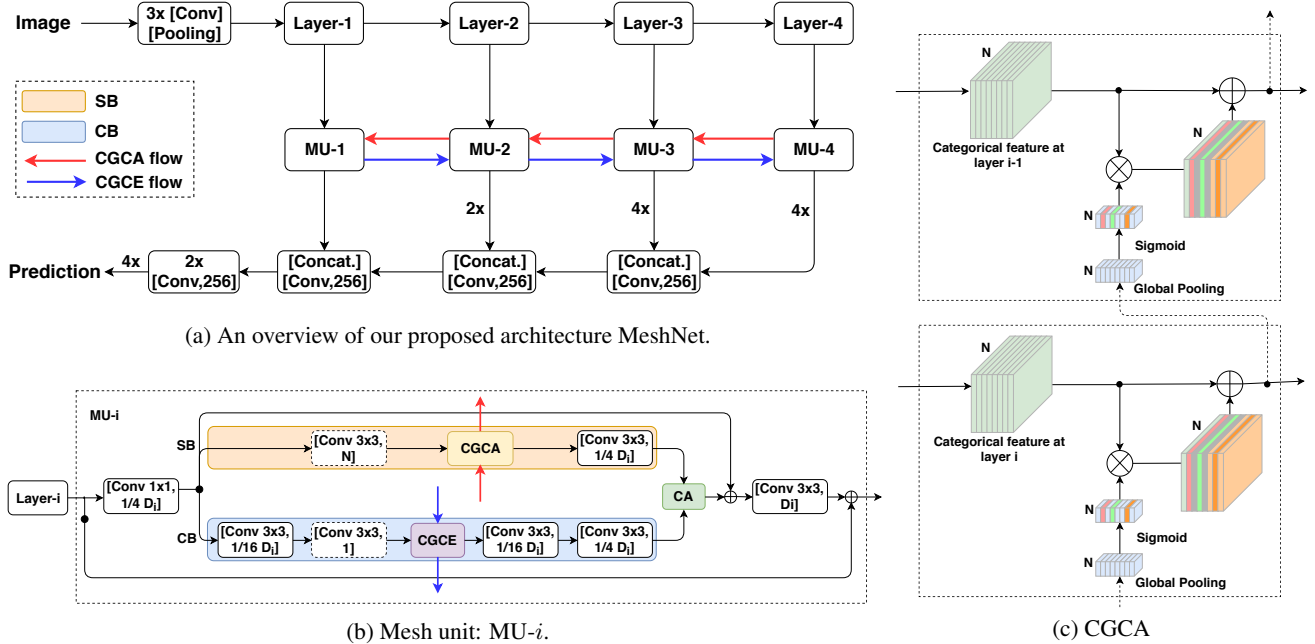 Image
3x [Conv]
[Pooling]
Layer-1
Layer-2
Layer-3
Layer-4
SB
CB
CGCA flow
CGCE flow
MU-1
MU-2
MU-3
MU-4
2x
4x
4x
Prediction
4x
2x
[Conv,256]
[Concat.]
[Conv,256]
[Concat.]
[Conv,256]
[Concat.]
[Conv,256]
(a) An overview of our proposed architecture MeshNet.
MU-i
Layer-i
[Conv 1x1,
1/4 Di]
SB
[Conv 3x3,
N]
CGCA
[Conv 3x3,
1/4 Di]
CB
[Conv 3x3,
1/16 Di]
[Conv 3x3,
1]
CGCE
[Conv 3x3,
1/16 Di]
[Conv 3x3,
1/4 Di]
CA
[Conv 3x3,
Di]
(b) Mesh unit: MU-i.
N
Categorical feature at
layer i-1
N
N
Sigmoid
N
Global Pooling
N
Categorical feature at
layer i
N
N
Sigmoid
N
Global Pooling
(c) CGCA